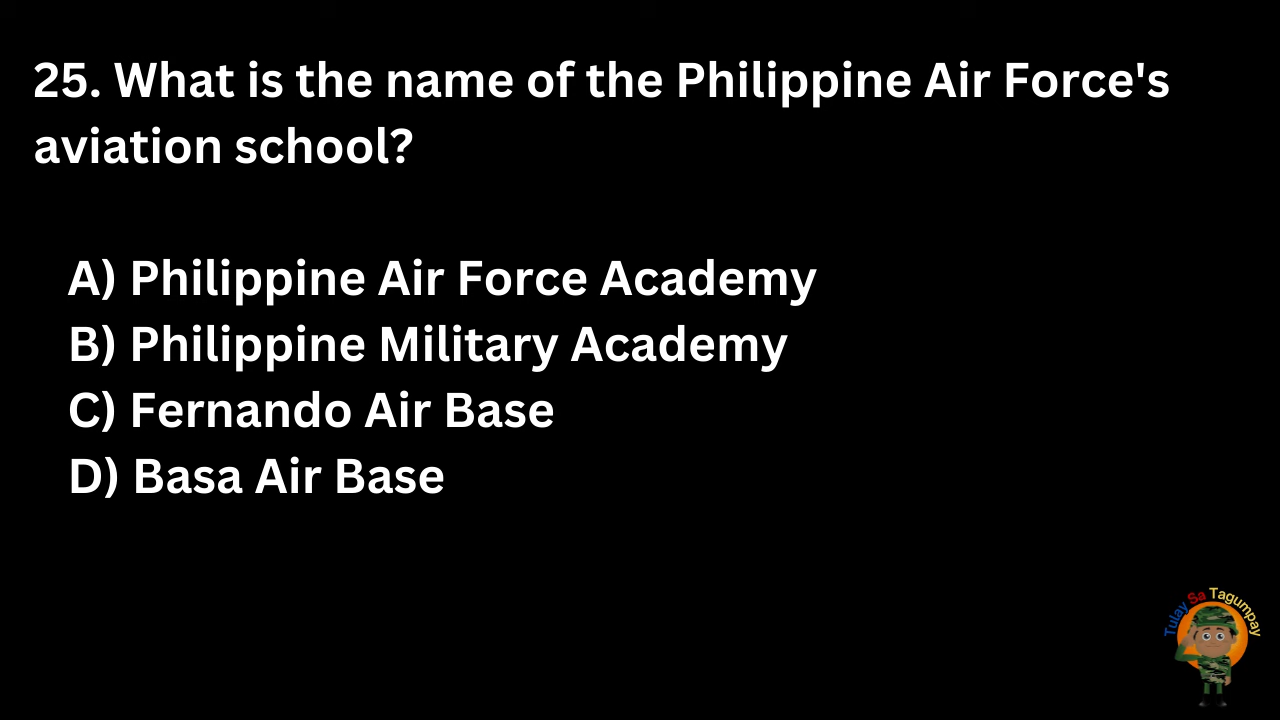 25. What is the name of the Philippine Air Force's
aviation school?
A) Philippine Air Force Academy
B) Philippine Military Academy
C) Fernando Air Base
D) Basa Air Base
Tulay Sa Tagumpay